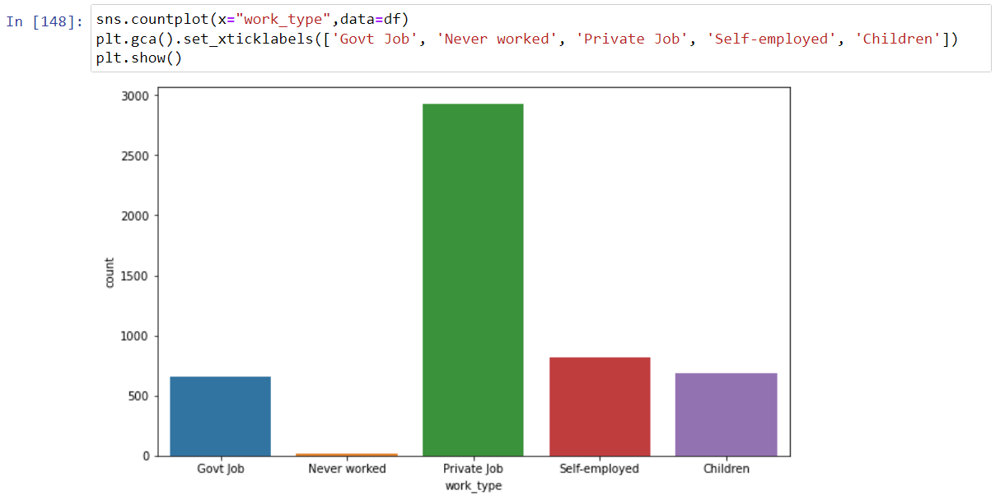 In [148]: sns.countplot(x="work_type",data=df)
plt.gca().set_xticklabels(['Govt Job', 'Never worked', 'Private Job', 'Self-employed', 'Children'])
plt.show()
3000
2500
2000
1500
1000
500
0
count
Govt Job Never worked Private Job Self-employed Children
work_type